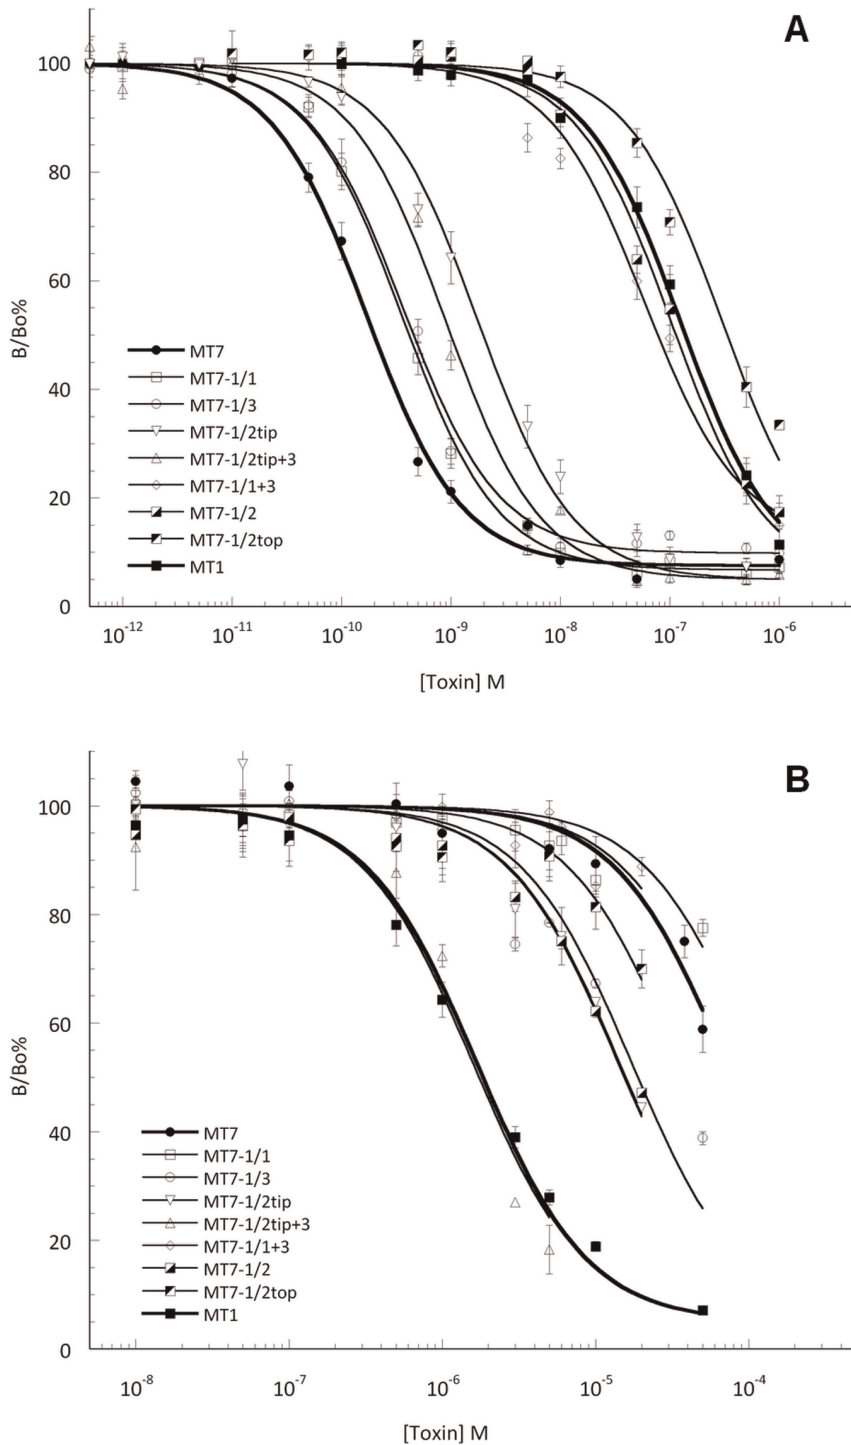 A
100
80
60
40
20
0
B/Bo%
MT7
MT7-1/1
MT7-1/3
MT7-1/2tip
MT7-1/2tip+3
MT7-1/1+3
MT7-1/2
MT7-1/2top
MT1
10-12 10-11 10-10 10-9 10-8 10-7 10-6
[Toxin] M
B
100
80
60
40
20
0
B/Bo%
MT7
MT7-1/1
MT7-1/3
MT7-1/2tip
MT7-1/2tip+3
MT7-1/1+3
MT7-1/2
MT7-1/2top
MT1
10-8 10-7 10-6 10-5 10-4
[Toxin] M